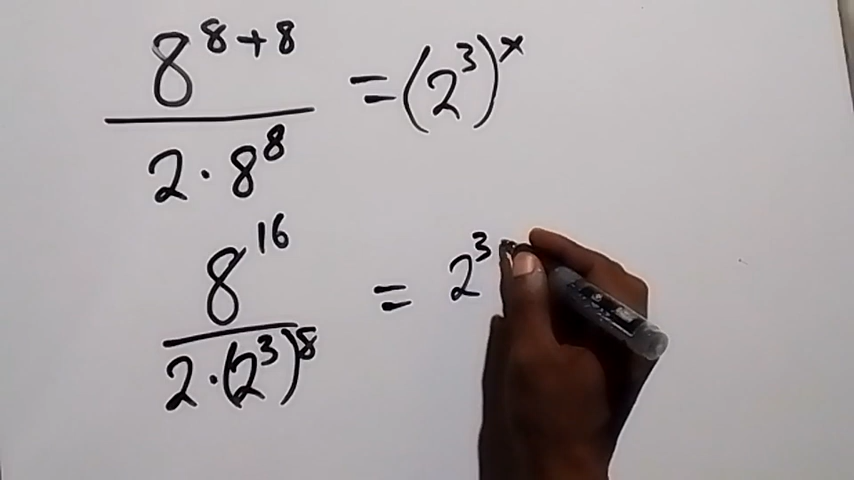 8^{8+8} / 2·8^8 = (2^3)^x
8^{16} / 2·(2^3)^8 = 2^3